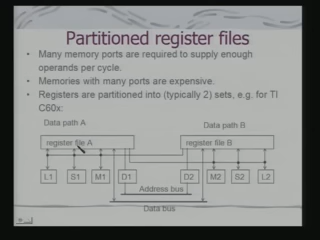 Partitioned register files
• Many memory ports are required to supply enough
operands per cycle.
• Memories with many ports are expensive.
• Registers are partitioned into (typically 2) sets, e.g. for TI
C60x:
Data path A
Data path B
register file A
register file B
L1 S1 M1 D1 D2 M2 S2 L2
Address bus
Data bus